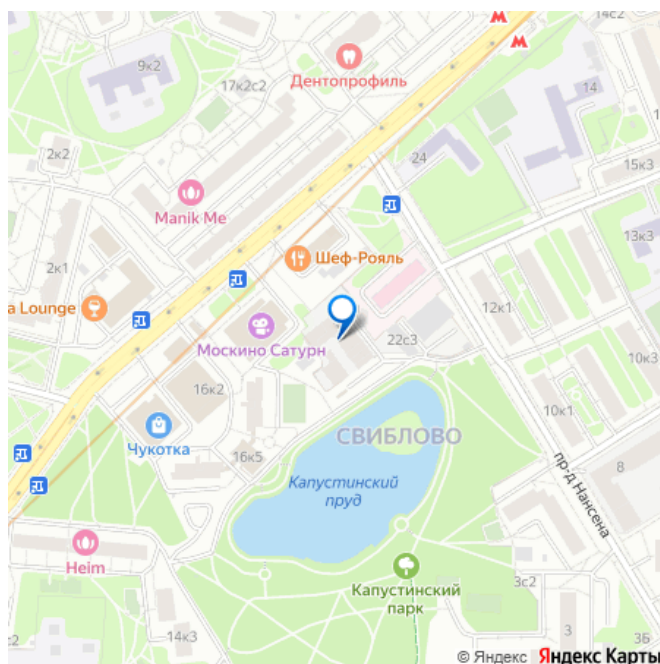 М
М
14с2
9к2
Дентопрофиль
17к2с2
14
2к2
24
15к3
Manik Me
13к3
Шеф-Рояль
2к1
a Lounge
12к1
Москино Сатурн
22с3
10к3
16к2
10к1
Чукотка
СВИБЛОВО
16к5
8
Капустинский
пруд
пр-д Нансена
Heim
Капустинский
парк
3с2
14к3
3
3Б
© Яндекс Яндекс Карты